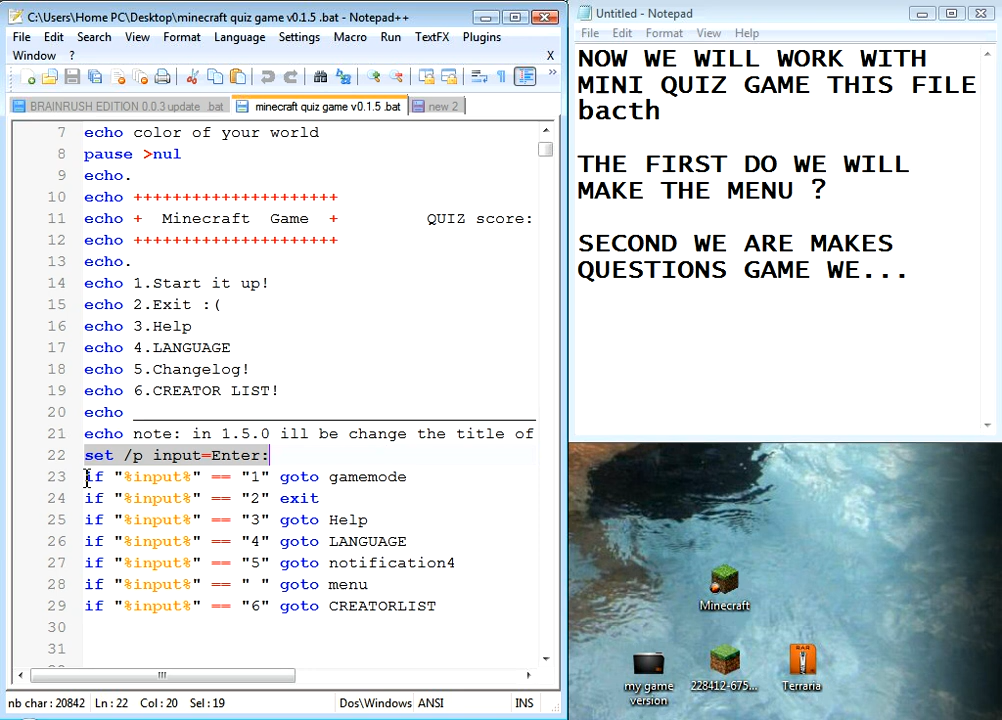 C:\Users\Home PC\Desktop\minecraft quiz game v0.1.5 .bat - Notepad++
File Edit Search View Format Language Settings Macro Run TextFX Plugins
Window ? X
BRAINRUSH EDITION 0.0.3 update .bat minecraft quiz game v0.1.5 .bat new 2
7 echo color of your world
8 pause >nul
9 echo.
10 echo +++++++++++++++++++++
11 echo + Minecraft Game + QUIZ score:
12 echo +++++++++++++++++++++
13 echo.
14 echo 1.Start it up!
15 echo 2.Exit :(
16 echo 3.Help
17 echo 4.LANGUAGE
18 echo 5.Changelog!
19 echo 6.CREATOR LIST!
20 echo _________________________________________
21 echo note: in 1.5.0 ill be change the title of
22 set /p input=Enter:
23 if "%input%" == "1" goto gamemode
24 if "%input%" == "2" exit
25 if "%input%" == "3" goto Help
26 if "%input%" == "4" goto LANGUAGE
27 if "%input%" == "5" goto notification4
28 if "%input%" == " " goto menu
29 if "%input%" == "6" goto CREATORLIST
30
31
nb char : 20842 Ln : 22 Col : 20 Sel : 19 Dos\Windows ANSI INS
Untitled - Notepad
File Edit Format View Help
NOW WE WILL WORK WITH
MINI QUIZ GAME THIS FILE
bacth
THE FIRST DO WE WILL
MAKE THE MENU ?
SECOND WE ARE MAKES
QUESTIONS GAME WE...
Minecraft
my game
version
228412-675...
Terraria